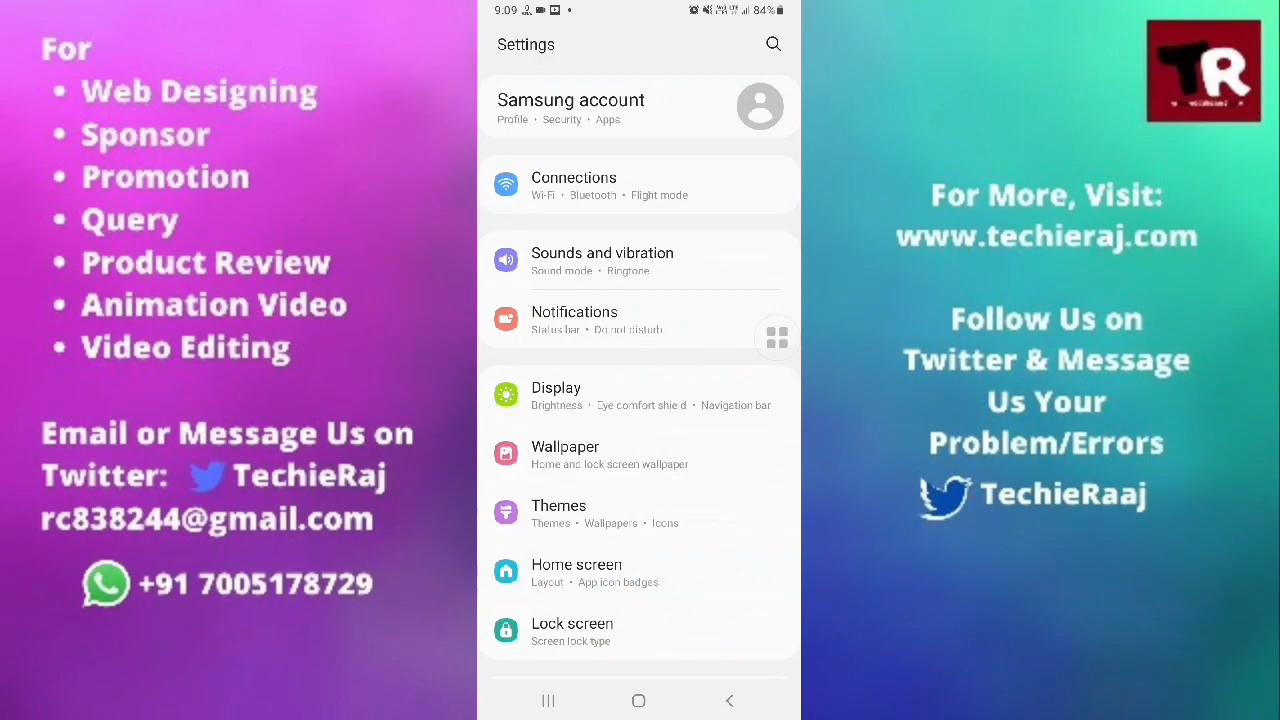 For
• Web Designing
• Sponsor
• Promotion
• Query
• Product Review
• Animation Video
• Video Editing
Email or Message Us on
Twitter: TechieRaj
rc838244@gmail.com
+91 7005178729
9:09
84%
Settings
Samsung account
Profile • Security • Apps
Connections
Wi-Fi • Bluetooth • Flight mode
Sounds and vibration
Sound mode • Ringtone
Notifications
Status bar • Do not disturb
Display
Brightness • Eye comfort shield • Navigation bar
Wallpaper
Home and lock screen wallpaper
Themes
Themes • Wallpapers • Icons
Home screen
Layout • App icon badges
Lock screen
Screen lock type
TR
For More, Visit:
www.techieraj.com
Follow Us on
Twitter & Message
Us Your
Problem/Errors
TechieRaaj